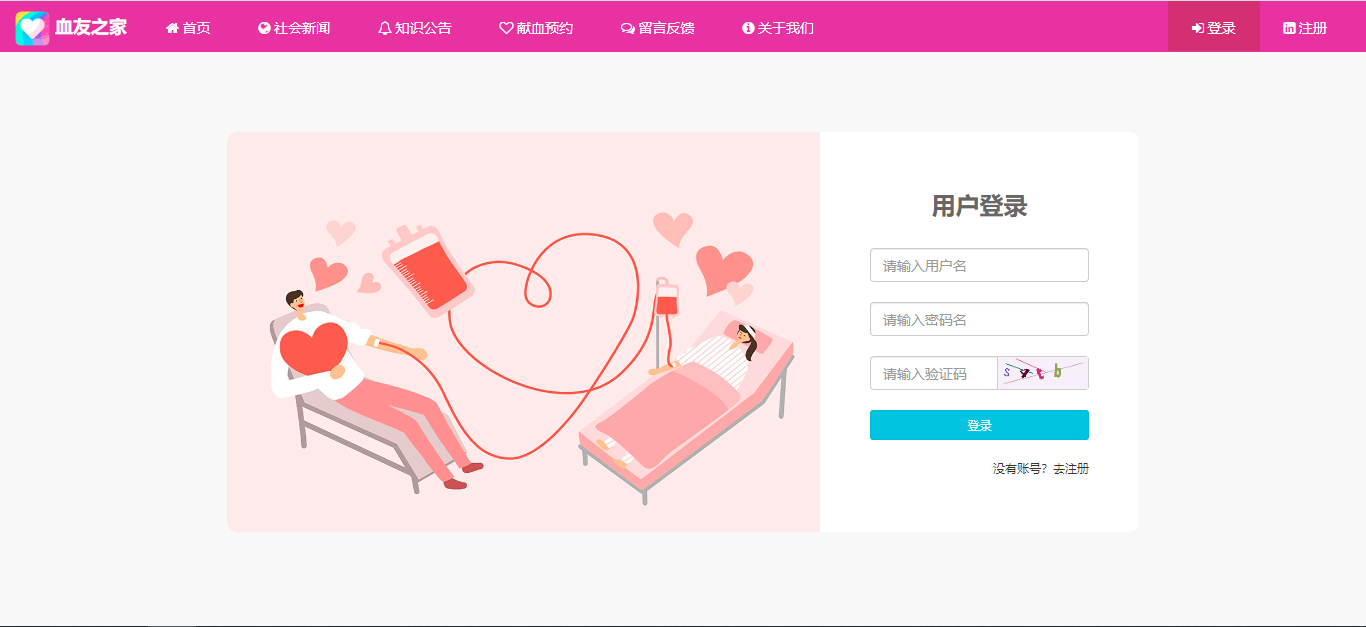 血友之家 首页 社会新闻 知识公告 献血预约 留言反馈 关于我们 登录 注册
用户登录
请输入用户名
请输入密码名
请输入验证码
登录
没有账号？去注册